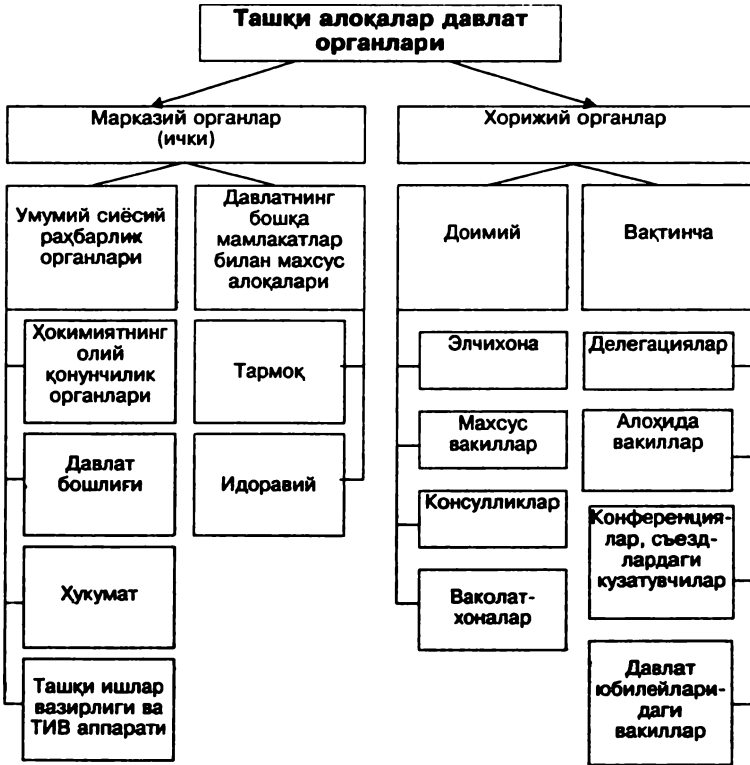 Ташқи алоқалар давлат
органлари
Марказий органлар
(ички)
Хорижий органлар
Умумий сиёсий
раҳбарлик
органлари
Давлатнинг
бошқа
мамлакатлар
билан махсус
алоқалари
Доимий
Вақтинча
Ҳокимиятнинг
олий
қонунчилик
органлари
Давлат
бошлиғи
Ҳукумат
Ташқи ишлар
вазирлиги ва
ТИВ аппарати
Тармоқ
Идоравий
Элчихона
Махсус
вакиллар
Консулликлар
Ваколат-
хоналар
Делегациялар
Алоҳида
вакиллар
Конференция-
лар, съезд-
лардаги
кузатувчилар
Давлат
юбилейлари-
даги
вакиллар